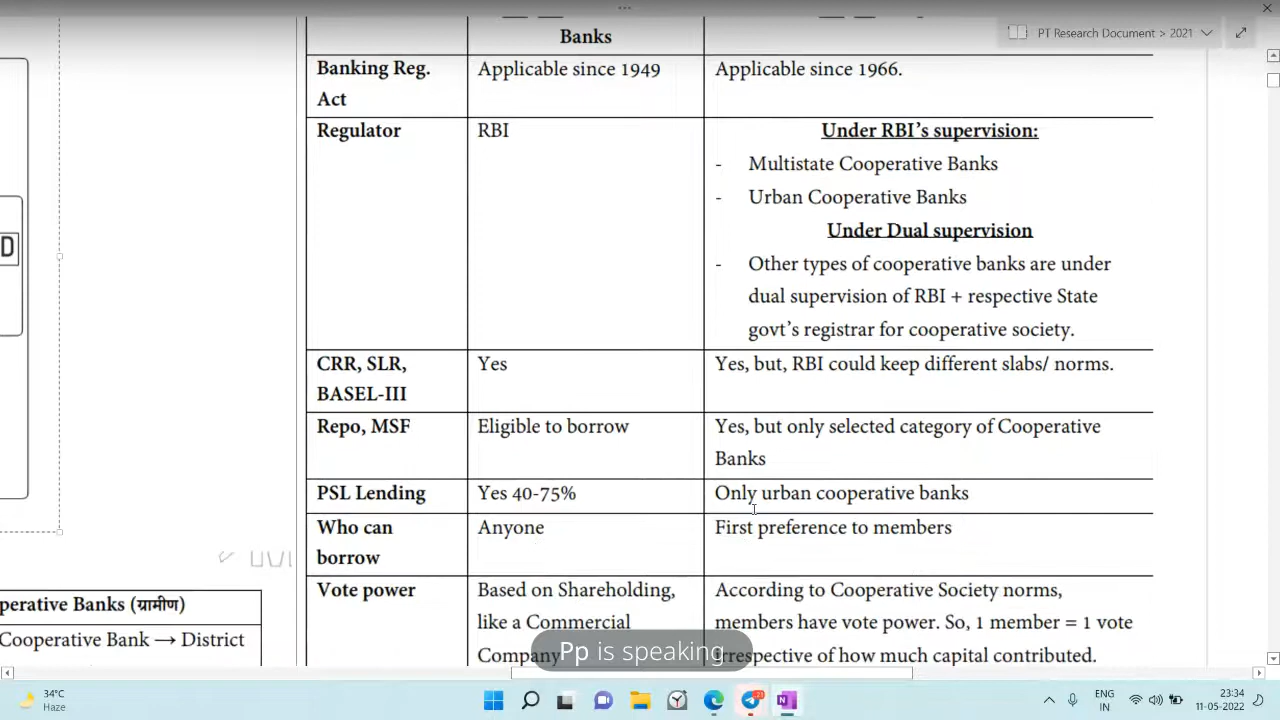 PT Research Document > 2021
Banks
Banking Reg. Act
Applicable since 1949
Applicable since 1966.
Regulator
RBI
Under RBI's supervision:
- Multistate Cooperative Banks
- Urban Cooperative Banks
Under Dual supervision
- Other types of cooperative banks are under
dual supervision of RBI + respective State
govt's registrar for cooperative society.
CRR, SLR,
BASEL-III
Yes
Yes, but, RBI could keep different slabs/ norms.
Repo, MSF
Eligible to borrow
Yes, but only selected category of Cooperative
Banks
PSL Lending
Yes 40-75%
Only urban cooperative banks
Who can
borrow
Anyone
First preference to members
Vote power
Based on Shareholding,
like a Commercial
Company
According to Cooperative Society norms,
members have vote power. So, 1 member = 1 vote
irrespective of how much capital contributed.
D
perative Banks (ग्रामीण)
Cooperative Bank → District
Pp is speaking
34°C
Haze
ENG
IN
23:34
11-05-2022